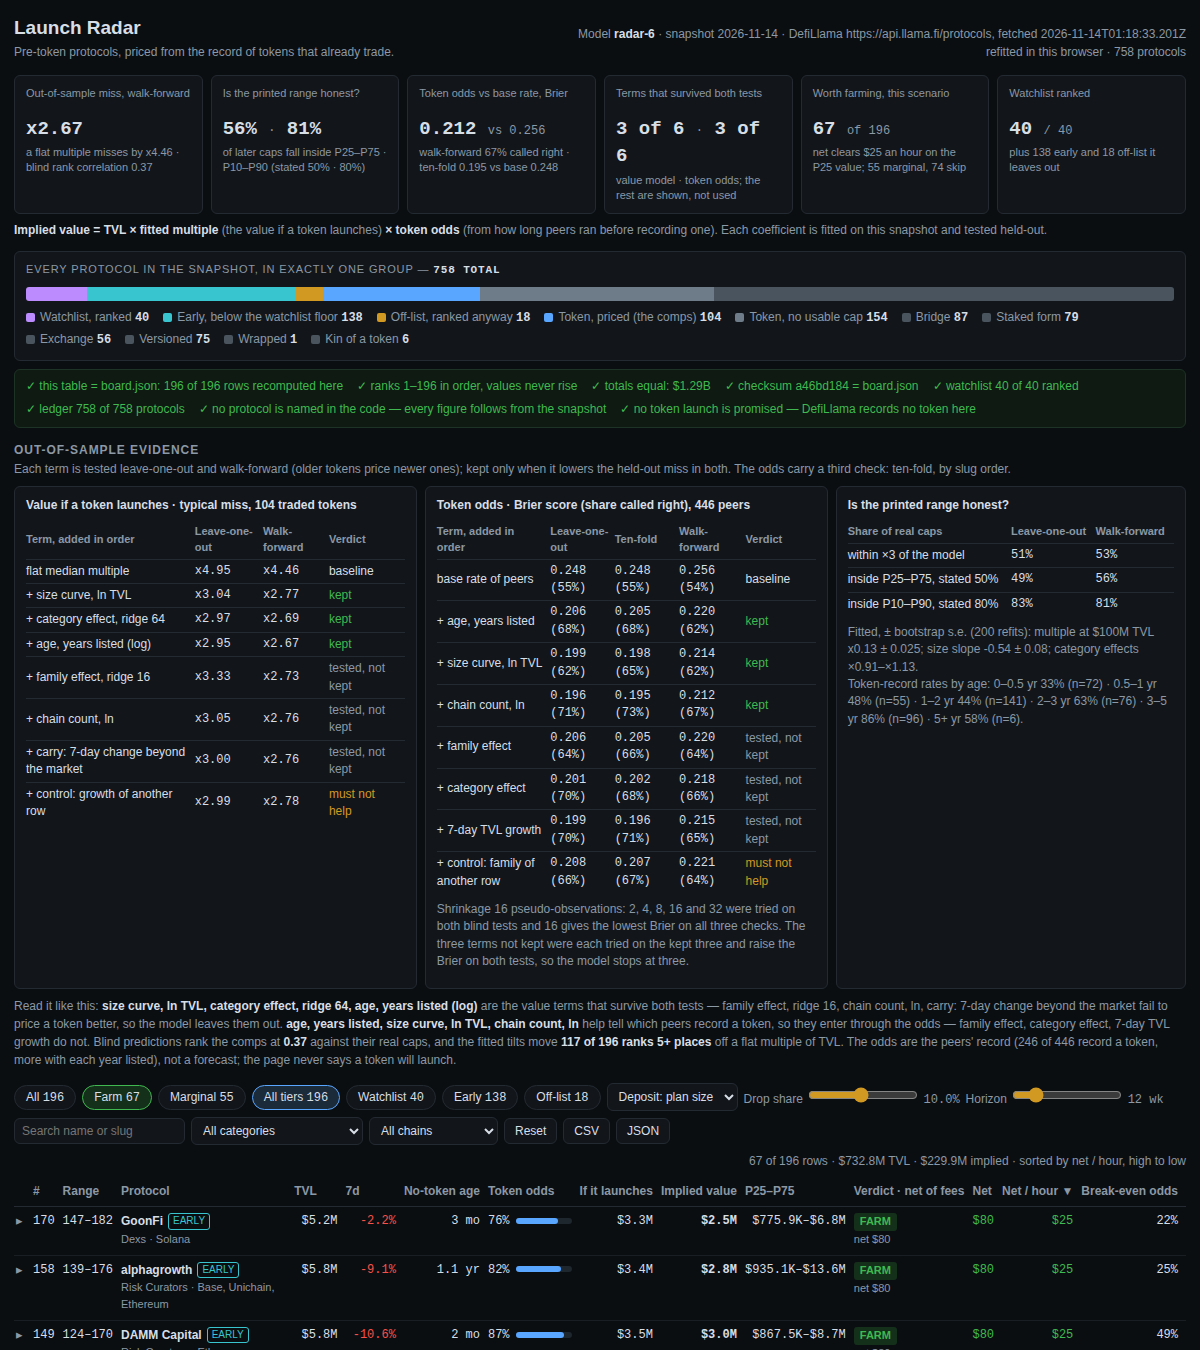 Launch Radar
Model radar-6 · snapshot 2026-11-14 · DefiLlama https://api.llama.fi/protocols, fetched 2026-11-14T01:18:33.201Z
Pre-token protocols, priced from the record of tokens that already trade.
refitted in this browser · 758 protocols
Out-of-sample miss, walk-forward
x2.67
a flat multiple misses by x4.46 ·
blind rank correlation 0.37
Is the printed range honest?
56% · 81%
of later caps fall inside P25–P75 ·
P10–P90 (stated 50% · 80%)
Token odds vs base rate, Brier
0.212 vs 0.256
walk-forward 67% called right ·
ten-fold 0.195 vs base 0.248
Terms that survived both tests
3 of 6 · 3 of
6
value model · token odds; the
rest are shown, not used
Worth farming, this scenario
67 of 196
net clears $25 an hour on the
P25 value; 55 marginal, 74 skip
Watchlist ranked
40 / 40
plus 138 early and 18 off-list it
leaves out
Implied value = TVL × fitted multiple (the value if a token launches) × token odds (from how long peers ran before recording one). Each coefficient is fitted on this snapshot and tested held-out.
EVERY PROTOCOL IN THE SNAPSHOT, IN EXACTLY ONE GROUP — 758 TOTAL
Watchlist, ranked 40 Early, below the watchlist floor 138 Off-list, ranked anyway 18 Token, priced (the comps) 104 Token, no usable cap 154 Bridge 87 Staked form 79
Exchange 56 Versioned 75 Wrapped 1 Kin of a token 6
✓ this table = board.json: 196 of 196 rows recomputed here ✓ ranks 1–196 in order, values never rise ✓ totals equal: $1.29B ✓ checksum a46bd184 = board.json ✓ watchlist 40 of 40 ranked
✓ ledger 758 of 758 protocols ✓ no protocol is named in the code — every figure follows from the snapshot ✓ no token launch is promised — DefiLlama records no token here
OUT-OF-SAMPLE EVIDENCE
Each term is tested leave-one-out and walk-forward (older tokens price newer ones); kept only when it lowers the held-out miss in both. The odds carry a third check: ten-fold, by slug order.
Value if a token launches · typical miss, 104 traded tokens
Term, added in order Leave-one-out Walk-forward Verdict
flat median multiple x4.95 x4.46 baseline
+ size curve, ln TVL x3.04 x2.77 kept
+ category effect, ridge 64 x2.97 x2.69 kept
+ age, years listed (log) x2.95 x2.67 kept
+ family effect, ridge 16 x3.33 x2.73 tested, not kept
+ chain count, ln x3.05 x2.76 tested, not kept
+ carry: 7-day change beyond the market x3.00 x2.76 tested, not kept
+ control: growth of another row x2.99 x2.78 must not help
Token odds · Brier score (share called right), 446 peers
Term, added in order Leave-one-out Ten-fold Walk-forward Verdict
base rate of peers 0.248 (55%) 0.248 (55%) 0.256 (54%) baseline
+ age, years listed 0.206 (68%) 0.205 (68%) 0.220 (62%) kept
+ size curve, ln TVL 0.199 (62%) 0.198 (65%) 0.214 (62%) kept
+ chain count, ln 0.196 (71%) 0.195 (73%) 0.212 (67%) kept
+ family effect 0.206 (64%) 0.205 (66%) 0.220 (64%) tested, not kept
+ category effect 0.201 (70%) 0.202 (68%) 0.218 (66%) tested, not kept
+ 7-day TVL growth 0.199 (70%) 0.196 (71%) 0.215 (65%) tested, not kept
+ control: family of another row 0.208 (66%) 0.207 (67%) 0.221 (64%) must not help
Shrinkage 16 pseudo-observations: 2, 4, 8, 16 and 32 were tried on
both blind tests and 16 gives the lowest Brier on all three checks. The
three terms not kept were each tried on the kept three and raise the
Brier on both tests, so the model stops at three.
Is the printed range honest?
Share of real caps Leave-one-out Walk-forward
within ×3 of the model 51% 53%
inside P25–P75, stated 50% 49% 56%
inside P10–P90, stated 80% 83% 81%
Fitted, ± bootstrap s.e. (200 refits): multiple at $100M TVL
x0.13 ± 0.025; size slope -0.54 ± 0.08; category effects
×0.91–×1.13.
Token-record rates by age: 0–0.5 yr 33% (n=72) · 0.5–1 yr
48% (n=55) · 1–2 yr 44% (n=141) · 2–3 yr 63% (n=76) · 3–5
yr 86% (n=96) · 5+ yr 58% (n=6).
Read it like this: size curve, ln TVL, category effect, ridge 64, age, years listed (log) are the value terms that survive both tests — family effect, ridge 16, chain count, ln, carry: 7-day change beyond the market fail to
price a token better, so the model leaves them out. age, years listed, size curve, ln TVL, chain count, ln help tell which peers record a token, so they enter through the odds — family effect, category effect, 7-day TVL
growth do not. Blind predictions rank the comps at 0.37 against their real caps, and the fitted tilts move 117 of 196 ranks 5+ places off a flat multiple of TVL. The odds are the peers' record (246 of 446 record a token,
more with each year listed), not a forecast; the page never says a token will launch.
All 196 Farm 67 Marginal 55 All tiers 196 Watchlist 40 Early 138 Off-list 18 Deposit: plan size Drop share 10.0% Horizon 12 wk
Search name or slug All categories All chains Reset CSV JSON
67 of 196 rows · $732.8M TVL · $229.9M implied · sorted by net / hour, high to low
# Range Protocol TVL 7d No-token age Token odds If it launches Implied value P25–P75 Verdict · net of fees Net Net / hour ▼ Break-even odds
▸ 170 147–182 GoonFi EARLY $5.2M -2.2% 3 mo 76% $3.3M $2.5M $775.9K–$6.8M FARM $80 $25 22%
Dexs · Solana net $80
▸ 158 139–176 alphagrowth EARLY $5.8M -9.1% 1.1 yr 82% $3.4M $2.8M $935.1K–$13.6M FARM $80 $25 25%
Risk Curators · Base, Unichain, net $80
Ethereum
▸ 149 124–170 DAMM Capital EARLY $5.8M -10.6% 2 mo 87% $3.5M $3.0M $867.5K–$8.7M FARM $80 $25 49%